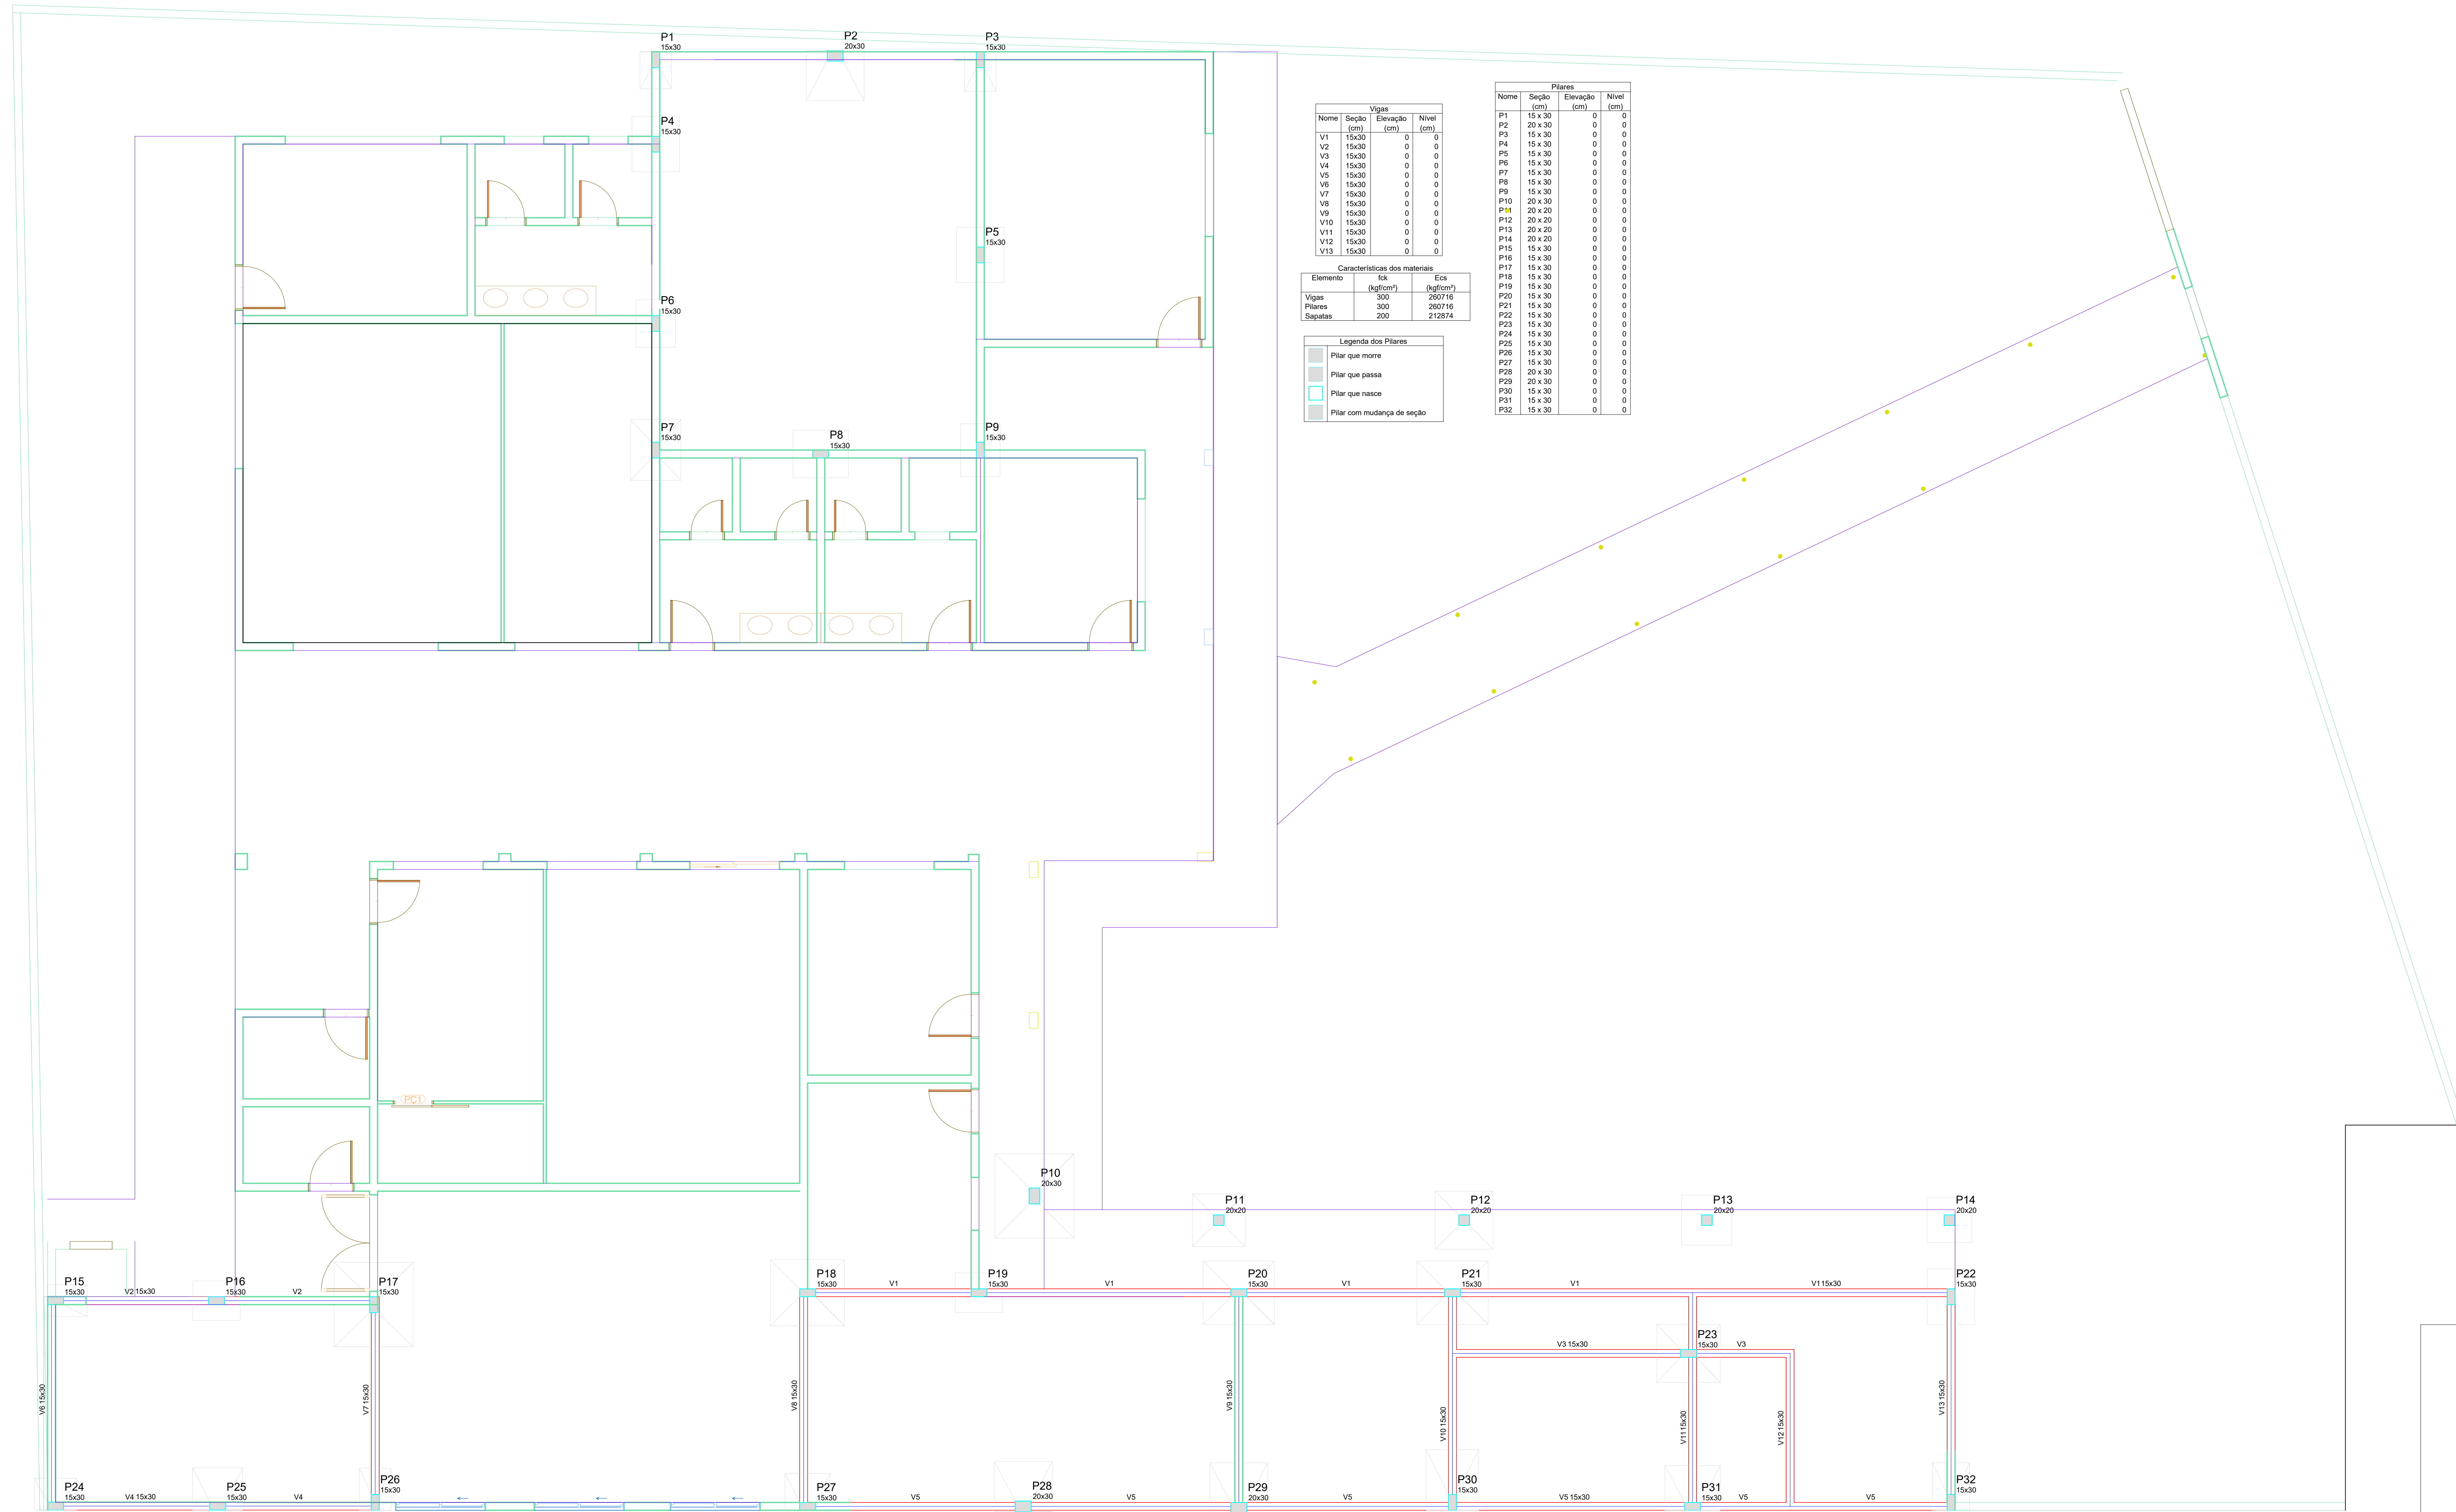 P1
15x30
P2
20x30
P3
15x30
P4
15x30
P5
15x30
P6
15x30
P7
15x30
P8
15x30
P9
15x30
Vigas
Nome Seção Elevação Nível
(cm) (cm) (cm)
V1 15x30 0 0
V2 15x30 0 0
V3 15x30 0 0
V4 15x30 0 0
V5 15x30 0 0
V6 15x30 0 0
V7 15x30 0 0
V8 15x30 0 0
V9 15x30 0 0
V10 15x30 0 0
V11 15x30 0 0
V12 15x30 0 0
V13 15x30 0 0
Características dos materiais
Elemento fck Ecs
(kgf/cm²) (kgf/cm²)
Vigas 300 260716
Pilares 300 260716
Sapatas 200 212874
Legenda dos Pilares
Pilar que morre
Pilar que passa
Pilar que nasce
Pilar com mudança de seção
Pilares
Nome Seção Elevação Nível
(cm) (cm) (cm)
P1 15 x 30 0 0
P2 20 x 30 0 0
P3 15 x 30 0 0
P4 15 x 30 0 0
P5 15 x 30 0 0
P6 15 x 30 0 0
P7 15 x 30 0 0
P8 15 x 30 0 0
P9 15 x 30 0 0
P10 20 x 30 0 0
P11 20 x 20 0 0
P12 20 x 20 0 0
P13 20 x 20 0 0
P14 20 x 20 0 0
P15 15 x 30 0 0
P16 15 x 30 0 0
P17 15 x 30 0 0
P18 15 x 30 0 0
P19 15 x 30 0 0
P20 15 x 30 0 0
P21 15 x 30 0 0
P22 15 x 30 0 0
P23 15 x 30 0 0
P24 15 x 30 0 0
P25 15 x 30 0 0
P26 15 x 30 0 0
P27 15 x 30 0 0
P28 20 x 30 0 0
P29 20 x 30 0 0
P30 15 x 30 0 0
P31 15 x 30 0 0
P32 15 x 30 0 0
PC1
P10
20x30
P11
20x20
P12
20x20
P13
20x20
P14
20x20
P15
15x30
V2 15x30
P16
15x30
V2
P17
15x30
P18
15x30
V1
P19
15x30
V1
P20
15x30
V1
P21
15x30
V1
V1 15x30
P22
15x30
V3 15x30
P23
15x30
V3
V6 15x30
V7 15x30
V8 15x30
V9 15x30
V10 15x30
V11 15x30
V12 15x30
V13 15x30
P24
15x30
V4 15x30
P25
15x30
V4
P26
15x30
P27
15x30
V5
P28
20x30
V5
P29
20x30
V5
P30
15x30
V5 15x30
P31
15x30
V5
V5
P32
15x30